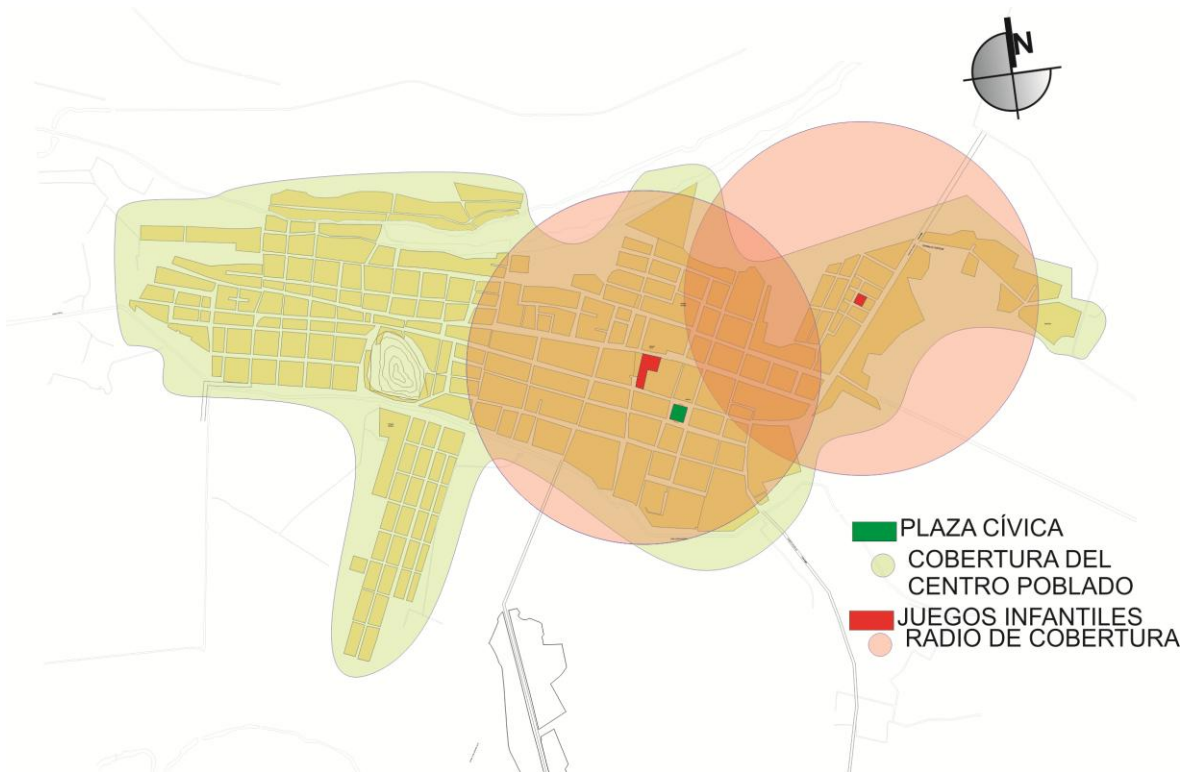 N
PLAZA CÍVICA
COBERTURA DEL
CENTRO POBLADO
JUEGOS INFANTILES
RADIO DE COBERTURA